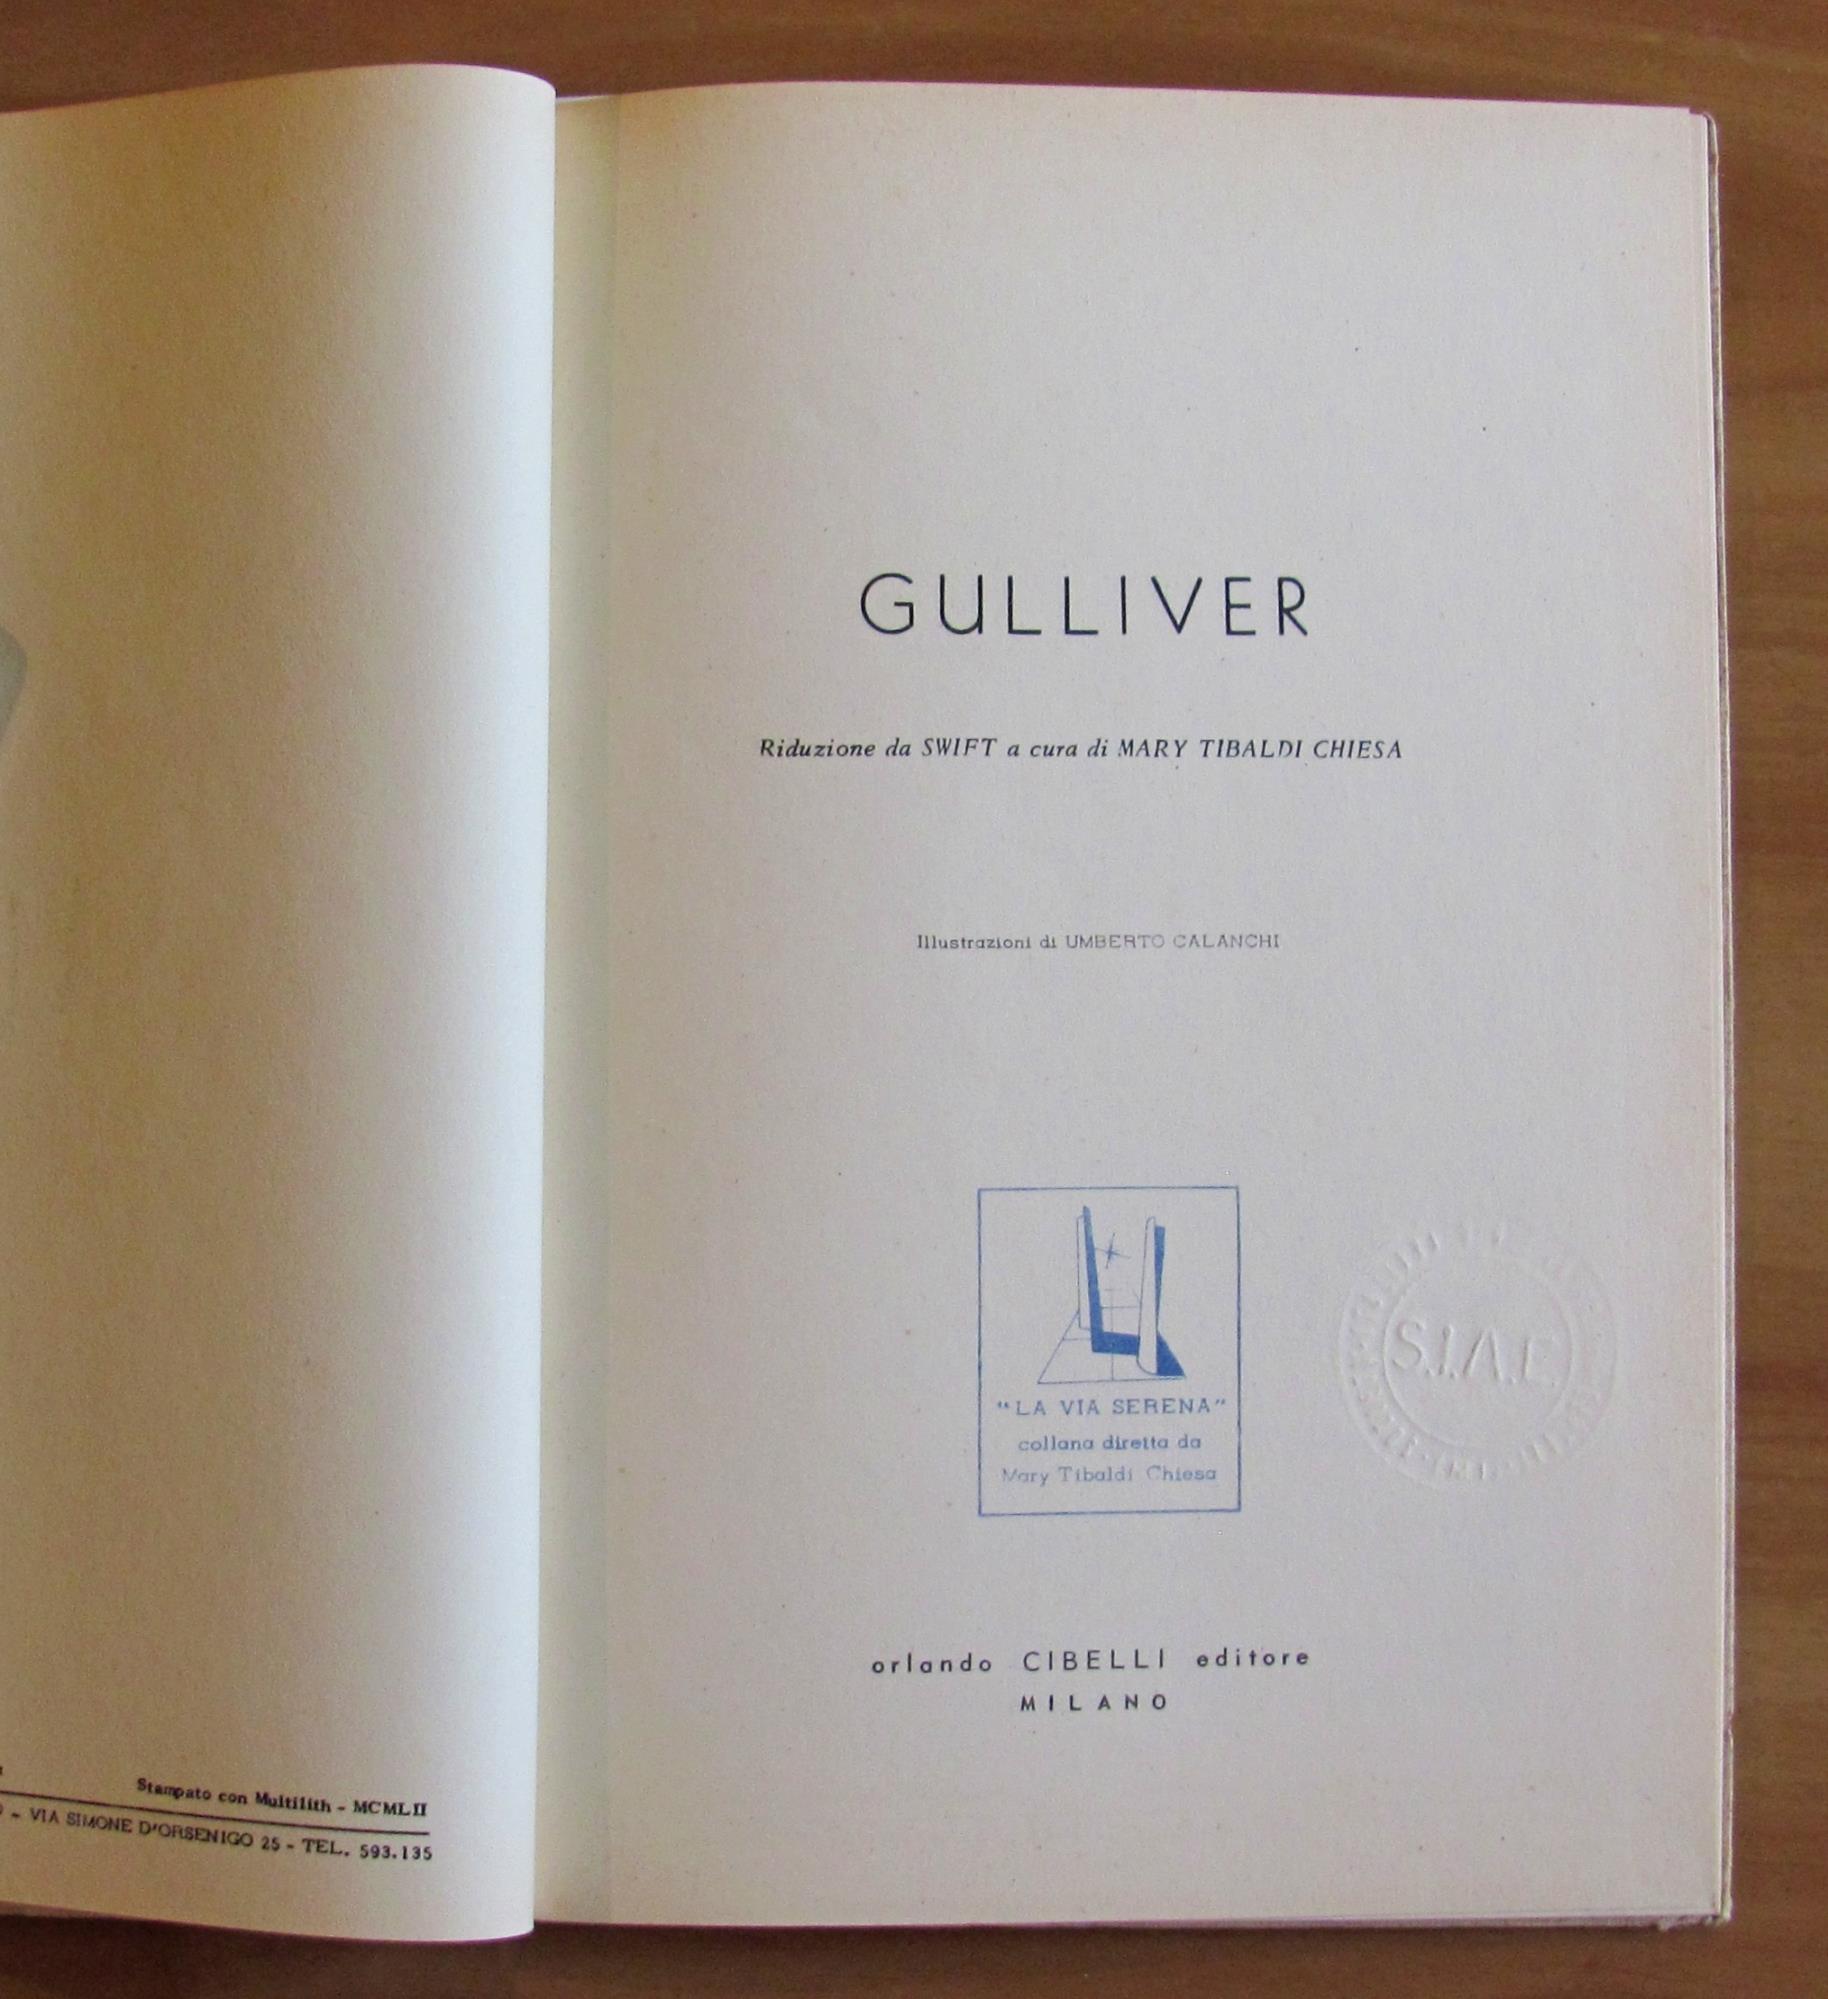 Stampato con Multilith - MCMLII
- VIA SIMONE D'ORSENIGO 25 - TEL. 593.135
GULLIVER
Riduzione da SWIFT a cura di MARY TIBALDI CHIESA
Illustrazioni di UMBERTO CALANCHI
"LA VIA SERENA"
collana diretta da
Mary Tibaldi Chiesa
S.I.A.E.
orlando CIBELLI editore
MILANO